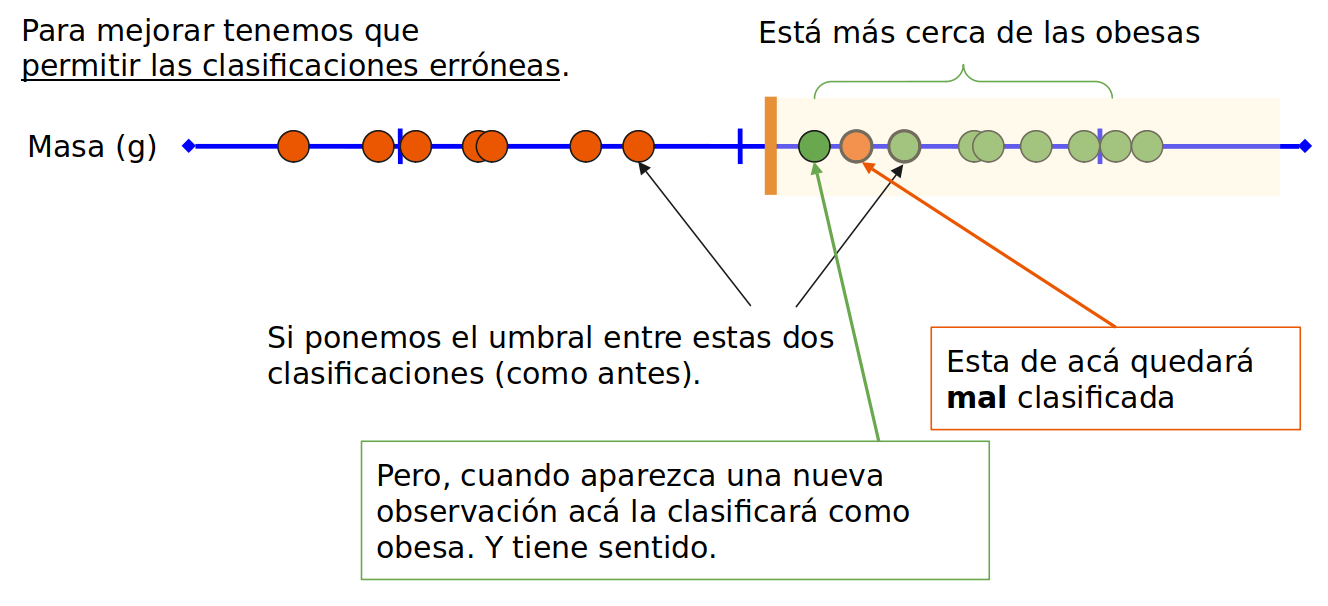 Para mejorar tenemos que
permitir las clasificaciones erróneas.
Está más cerca de las obesas
Masa (g)
Si ponemos el umbral entre estas dos
clasificaciones (como antes).
Esta de acá quedará
mal clasificada
Pero, cuando aparezca una nueva
observación acá la clasificará como
obesa. Y tiene sentido.